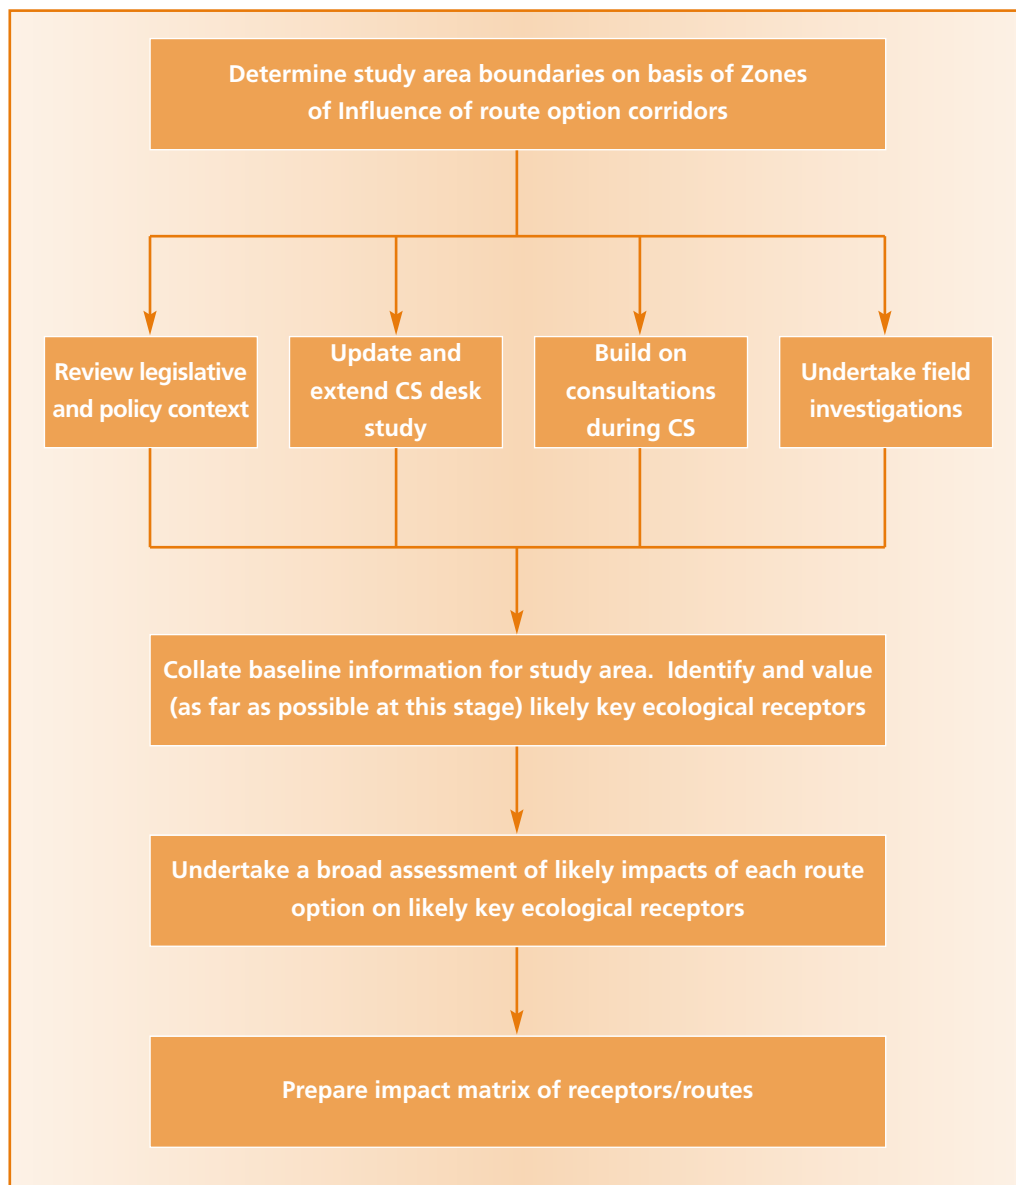 Determine study area boundaries on basis of Zones
of Influence of route option corridors
Review legislative
and policy context
Update and
extend CS desk
study
Build on
consultations
during CS
Undertake field
investigations
Collate baseline information for study area.  Identify and value
(as far as possible at this stage) likely key ecological receptors
Undertake a broad assessment of likely impacts of each route
option on likely key ecological receptors
Prepare impact matrix of receptors/routes